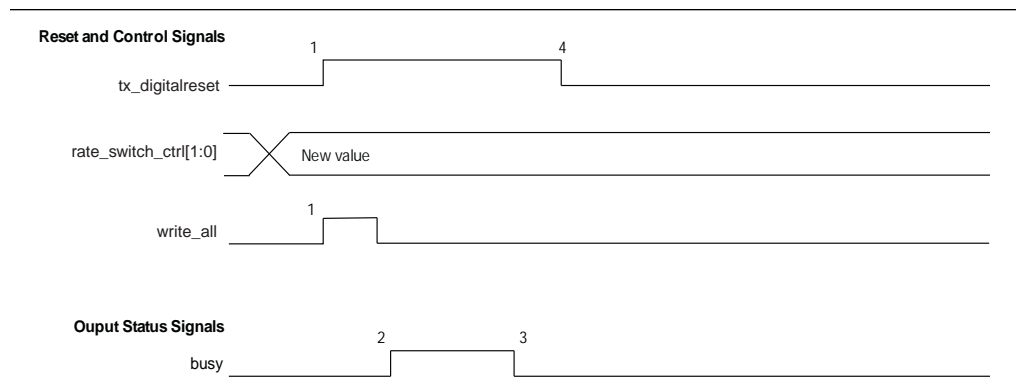 Reset and Control Signals
1 4
tx_digitalreset
rate_switch_ctrl[1:0] New value
1
write_all
Ouput Status Signals
2 3
busy